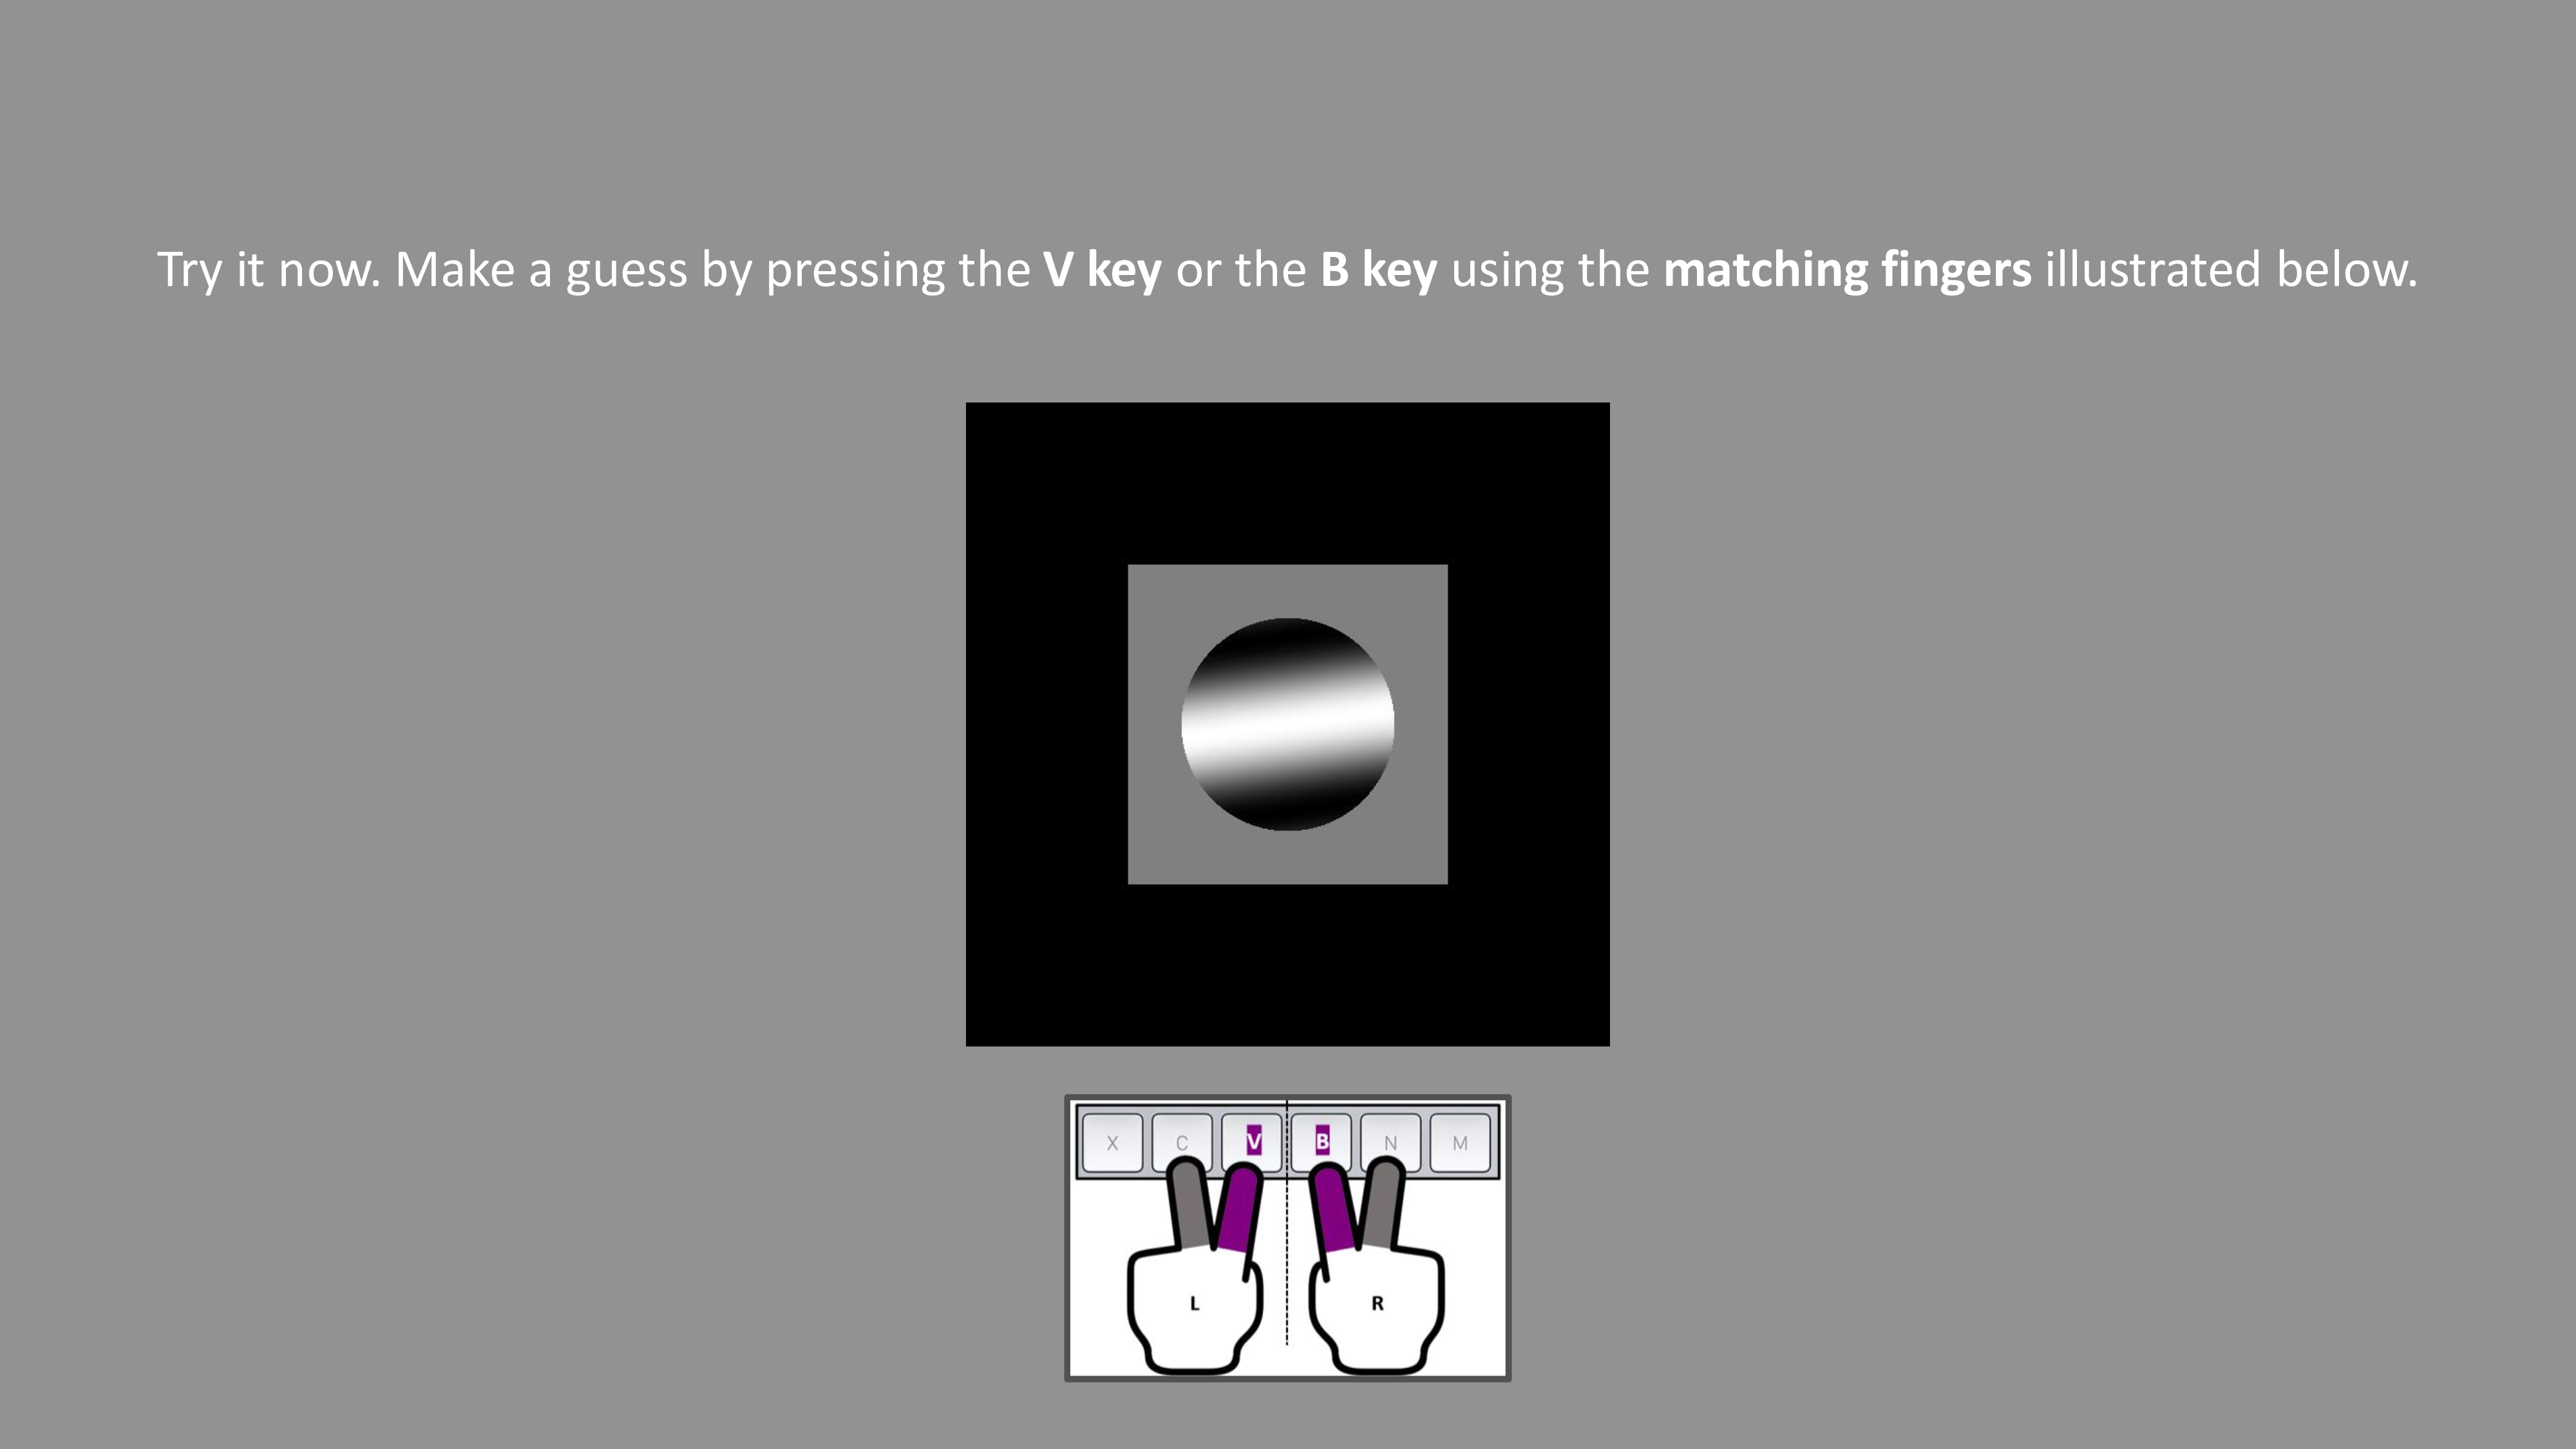 Try it now. Make a guess by pressing the V key or the B key using the matching fingers illustrated below.
X C V B N M
L R